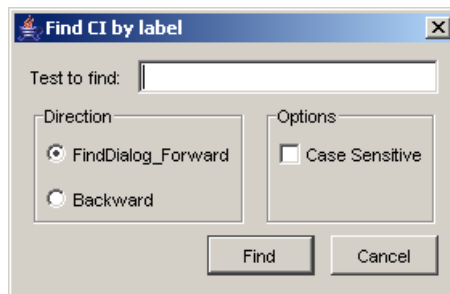 Find CI by label
Test to find:
Direction
Options
FindDialog_Forward
Case Sensitive
Backward
Find
Cancel